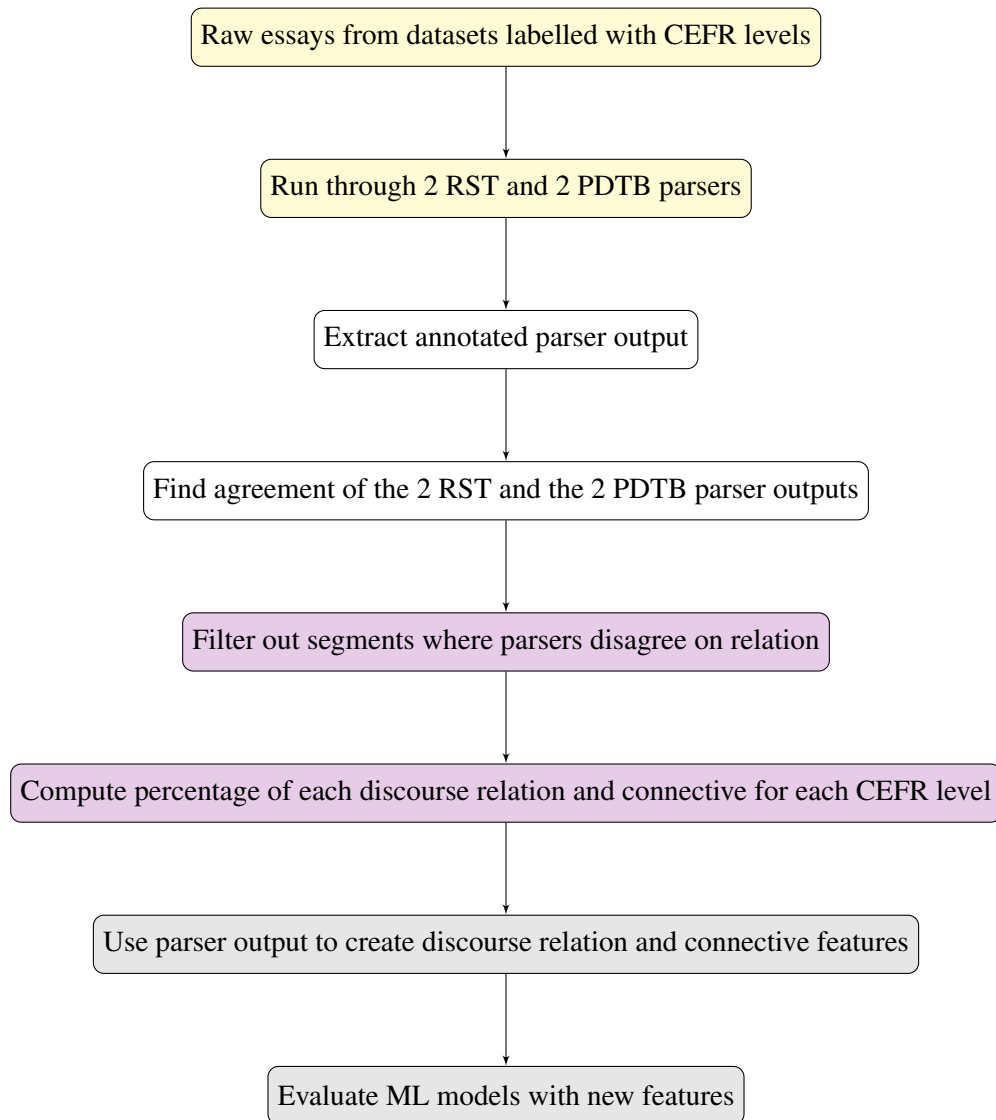 Raw essays from datasets labelled with CEFR levels
Run through 2 RST and 2 PDTB parsers
Extract annotated parser output
Find agreement of the 2 RST and the 2 PDTB parser outputs
Filter out segments where parsers disagree on relation
Compute percentage of each discourse relation and connective for each CEFR level
Use parser output to create discourse relation and connective features
Evaluate ML models with new features